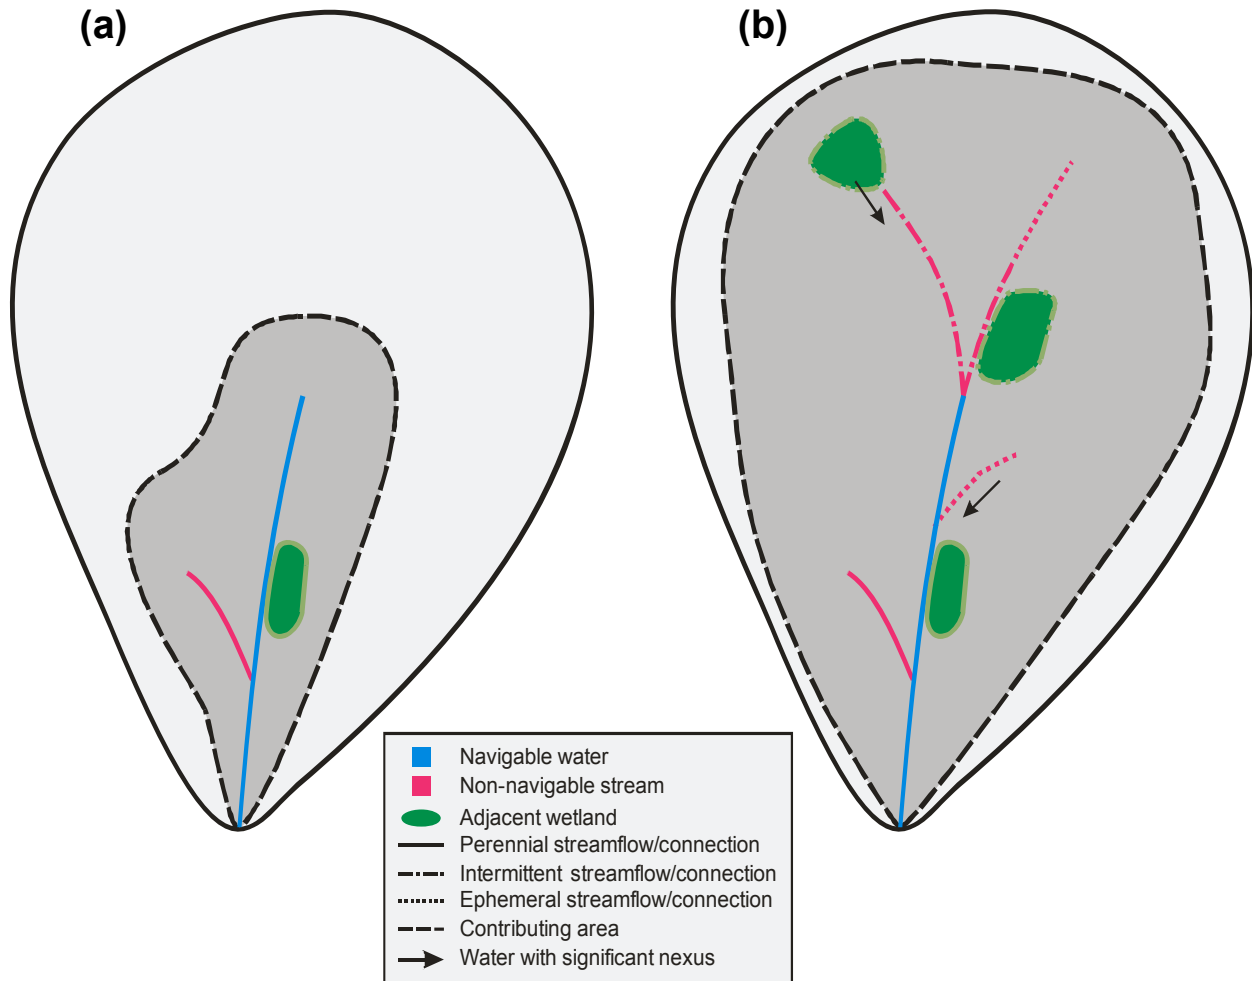 (a)
(b)
Navigable water
Non-navigable stream
Adjacent wetland
Perennial streamflow/connection
Intermittent streamflow/connection
Ephemeral streamflow/connection
Contributing area
Water with significant nexus